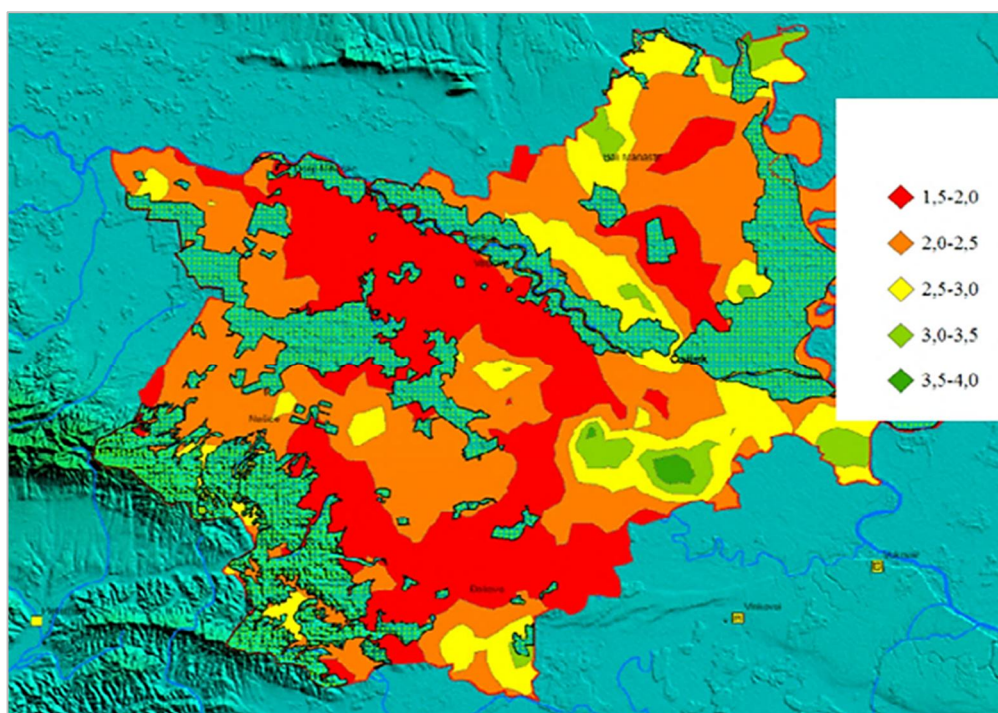 Beli Manastir
1,5-2,0
2,0-2,5
2,5-3,0
3,0-3,5
3,5-4,0
Osijek
Našice
Vukovar
Đakovo
Vinkovci